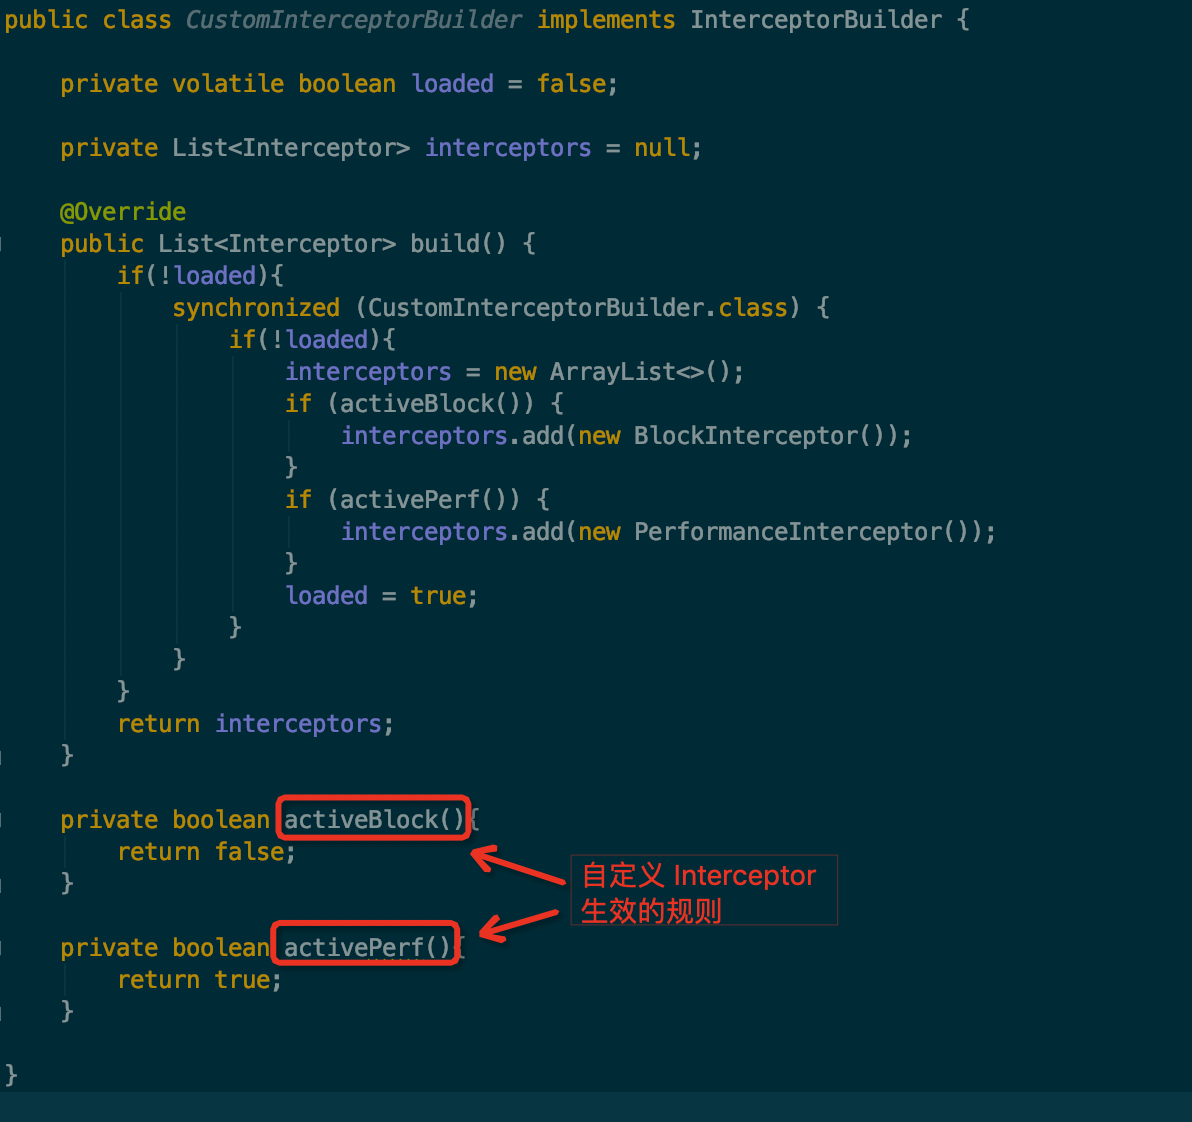 public class CustomInterceptorBuilder implements InterceptorBuilder {
private volatile boolean loaded = false;
private List<Interceptor> interceptors = null;
@Override
public List<Interceptor> build() {
if(!loaded){
synchronized (CustomInterceptorBuilder.class) {
if(!loaded){
interceptors = new ArrayList<>();
if (activeBlock()) {
interceptors.add(new BlockInterceptor());
}
if (activePerf()) {
interceptors.add(new PerformanceInterceptor());
}
loaded = true;
}
}
}
return interceptors;
}
private boolean activeBlock(){
return false;
}
自定义 Interceptor
生效的规则
private boolean activePerf(){
return true;
}
}